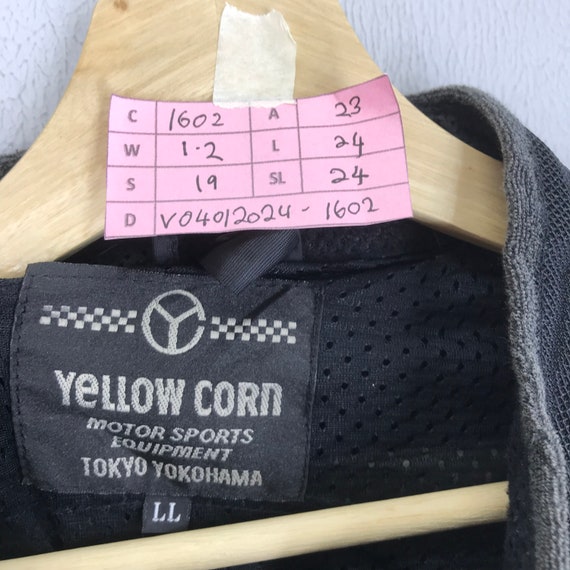 C 1602 A 23
W 1.2 L 24
S 19 SL 24
D V04012024-1602
YeLLOW CORn
MOTOR SPORTS
EQUIPMENT
TOKYO YOKOHAMA
LL